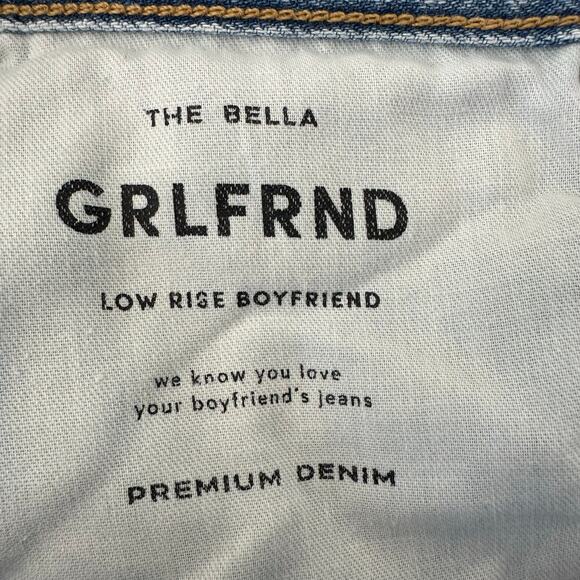 THE BELLA
GRLFRND
LOW RISE BOYFRIEND
we know you love
your boyfriend's jeans
PREMIUM DENIM